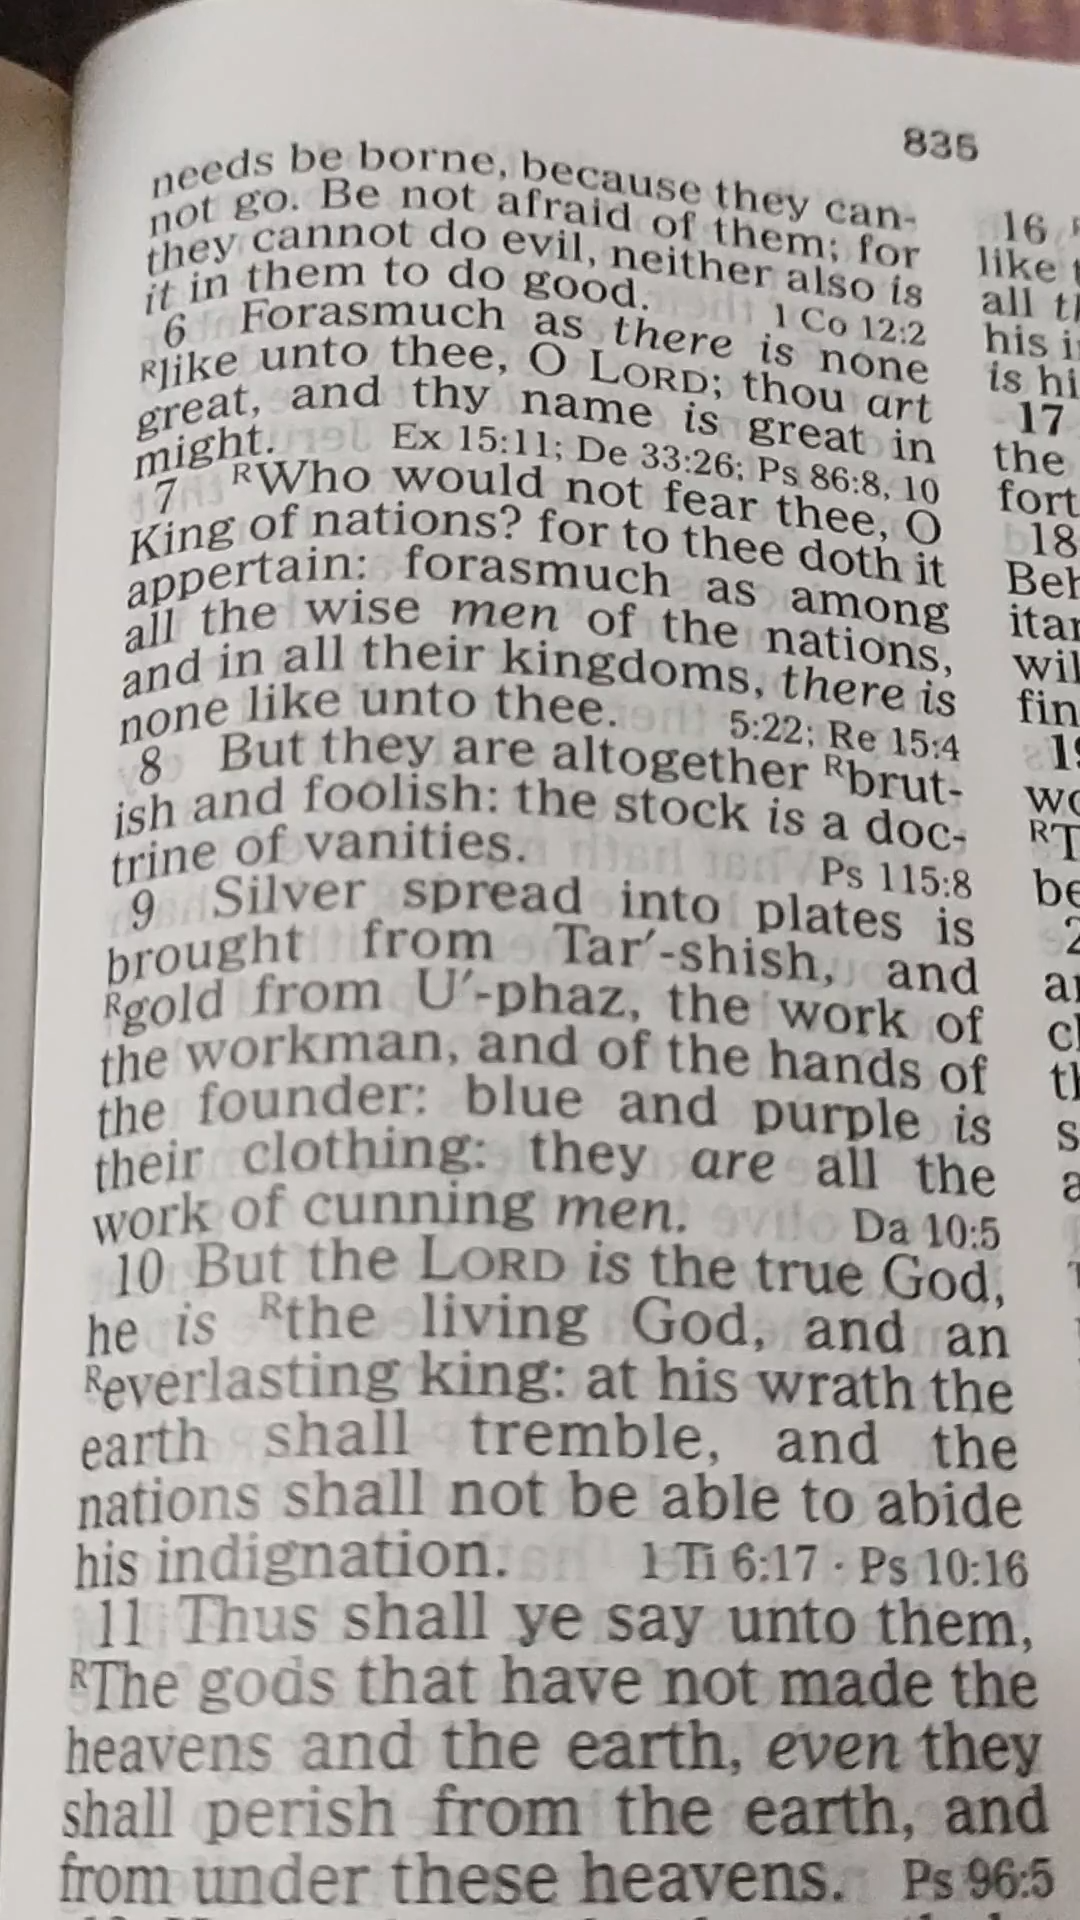 835
needs be borne, because they can-
not go. Be not afraid of them; for
they cannot do evil, neither also is
it in them to do good.
1 Co 12:2
6 Forasmuch as there is none
Rlike unto thee, O LORD; thou art
great, and thy name is great in
might. Ex 15:11; De 33:26; Ps 86:8, 10
7 RWho would not fear thee, O
King of nations? for to thee doth it
appertain: forasmuch as among
all the wise men of the nations,
and in all their kingdoms, there is
none like unto thee. 5:22; Re 15:4
8 But they are altogether Rbrut-
ish and foolish: the stock is a doc-
trine of vanities. Ps 115:8
9 Silver spread into plates is
brought from Tar′-shish, and
Rgold from U′-phaz, the work of
the workman, and of the hands of
the founder: blue and purple is
their clothing: they are all the
work of cunning men. Da 10:5
10 But the LORD is the true God,
he is Rthe living God, and an
Reverlasting king: at his wrath the
earth shall tremble, and the
nations shall not be able to abide
his indignation. 1 Ti 6:17 · Ps 10:16
11 Thus shall ye say unto them,
RThe gods that have not made the
heavens and the earth, even they
shall perish from the earth, and
from under these heavens. Ps 96:5
16
like
all
his
is
17
the
18